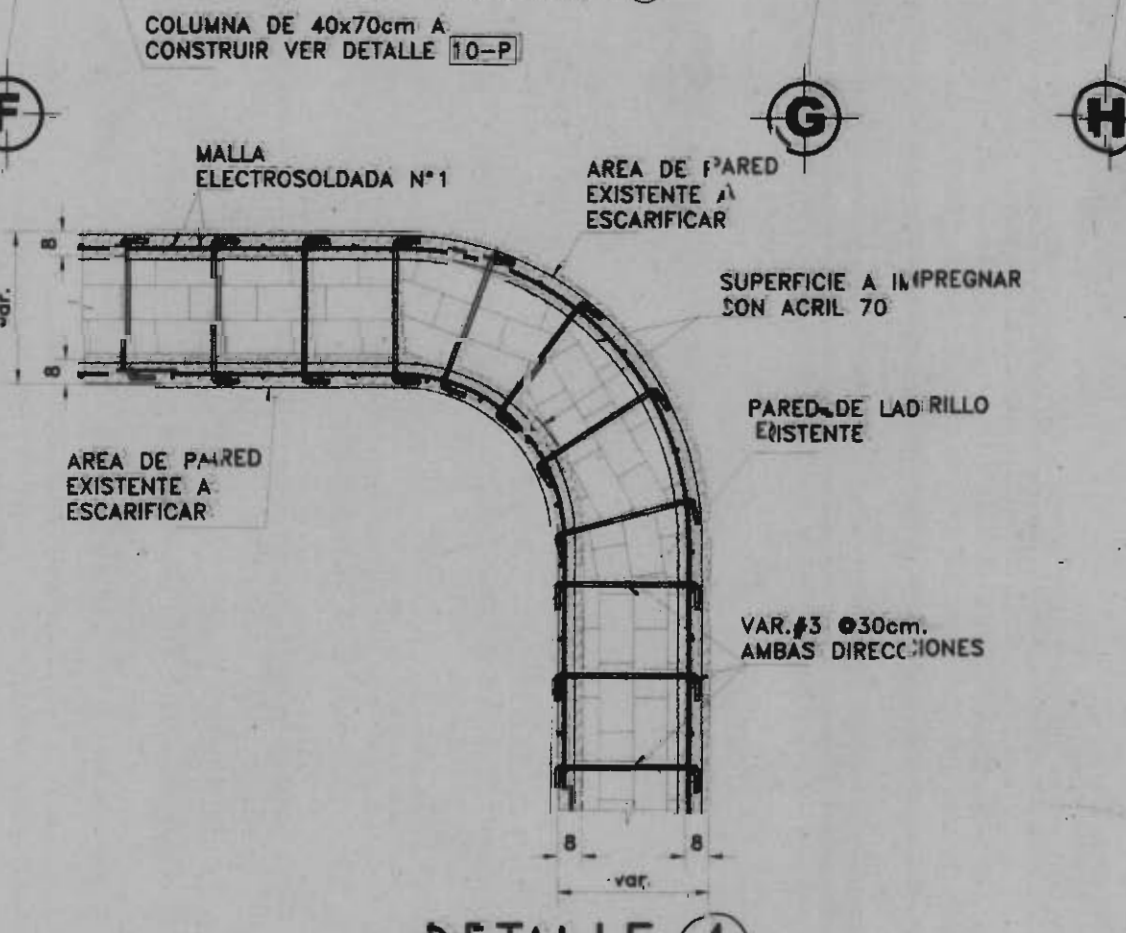 COLUMNA DE 40x70cm A
CONSTRUIR VER DETALLE 10-P
F
G
H
MALLA
ELECTROSOLDADA N°1
AREA DE PARED
EXISTENTE A
ESCARIFICAR
SUPERFICIE A IMPREGNAR
CON ACRIL 70
8
var.
8
PARED DE LADRILLO
EXISTENTE
AREA DE PARED
EXISTENTE A
ESCARIFICAR
VAR.#3 @30cm.
AMBAS DIRECCIONES
8
8
var.
DETALLE